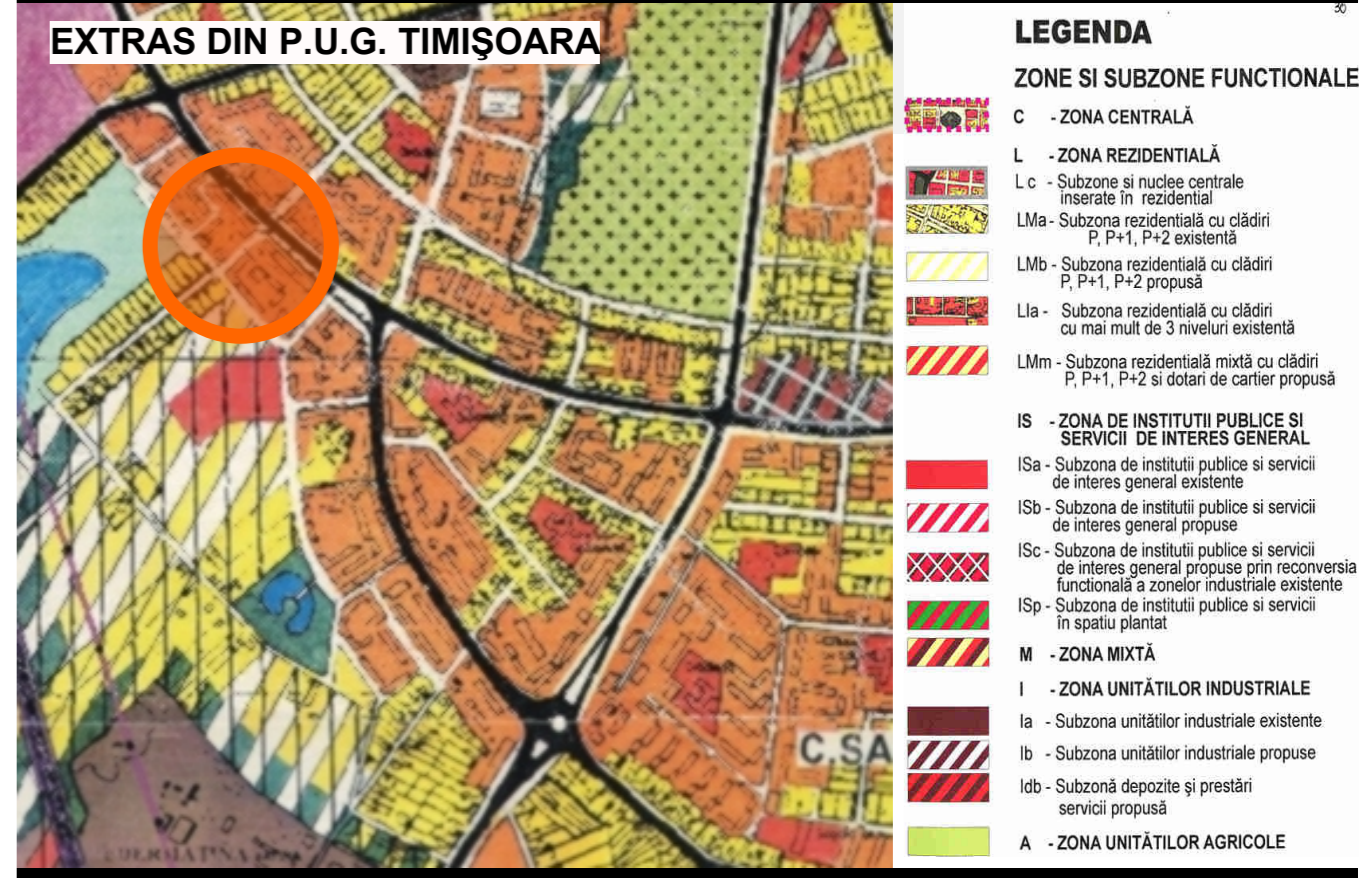 EXTRAS DIN P.U.G. TIMIŞOARA
30
LEGENDA
ZONE SI SUBZONE FUNCTIONALE
C - ZONA CENTRALĂ
L - ZONA REZIDENTIALĂ
L c - Subzone si nuclee centrale
inserate în rezidential
LMa - Subzona rezidentială cu clădiri
P, P+1, P+2 existentă
LMb - Subzona rezidentială cu clădiri
P, P+1, P+2 propusă
LIa - Subzona rezidentială cu clădiri
cu mai mult de 3 niveluri existentă
LMm - Subzona rezidentială mixtă cu clădiri
P, P+1, P+2 si dotari de cartier propusă
IS - ZONA DE INSTITUTII PUBLICE SI
SERVICII DE INTERES GENERAL
ISa - Subzona de institutii publice si servicii
de interes general existente
ISb - Subzona de institutii publice si servicii
de interes general propuse
ISc - Subzona de institutii publice si servicii
de interes general propuse prin reconversia
functională a zonelor industriale existente
ISp - Subzona de institutii publice si servicii
în spatiu plantat
M - ZONA MIXTĂ
I - ZONA UNITĂTILOR INDUSTRIALE
Ia - Subzona unitătilor industriale existente
Ib - Subzona unitătilor industriale propuse
Idb - Subzonă depozite şi prestări
servicii propusă
A - ZONA UNITĂTILOR AGRICOLE
C.SA